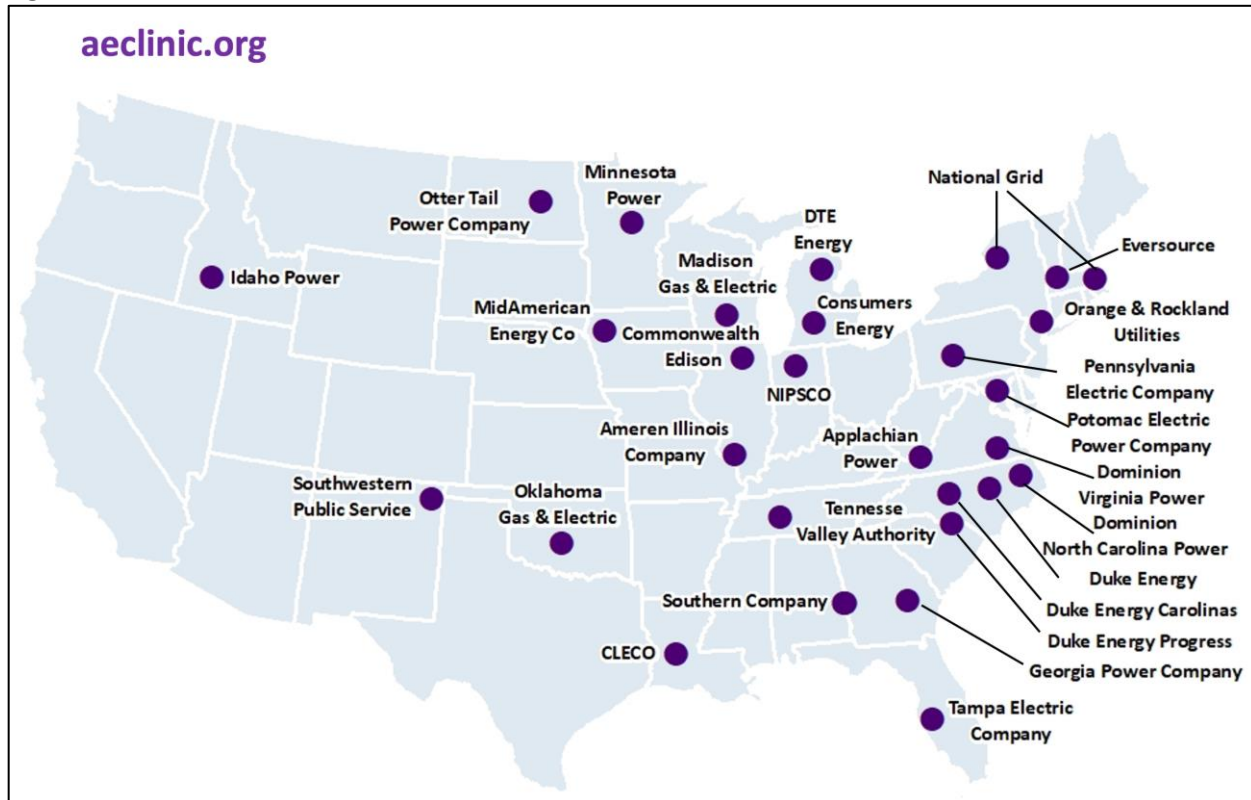 aeclinic.org
Minnesota
Power
Otter Tail
Power Company
National Grid
DTE
Energy
Eversource
Madison
Gas & Electric
Idaho Power
MidAmerican
Energy Co
Consumers
Energy
Orange & Rockland
Utilities
Commonwealth
Edison
NIPSCO
Pennsylvania
Electric Company
Potomac Electric
Power Company
Ameren Illinois
Company
Applachian
Power
Dominion
Virginia Power
Southwestern
Public Service
Oklahoma
Gas & Electric
Tennesse
Valley Authority
Dominion
North Carolina Power
Duke Energy
Southern Company
Duke Energy Carolinas
Duke Energy Progress
CLECO
Georgia Power Company
Tampa Electric
Company